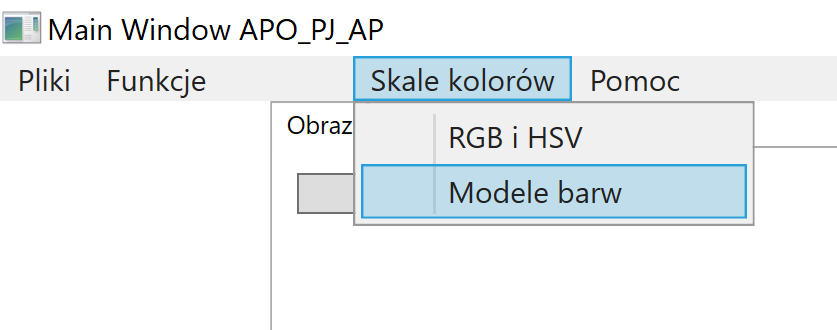 Main Window APO_PJ_AP
Pliki Funkcje Skale kolorów Pomoc
Obraz
RGB i HSV
Modele barw